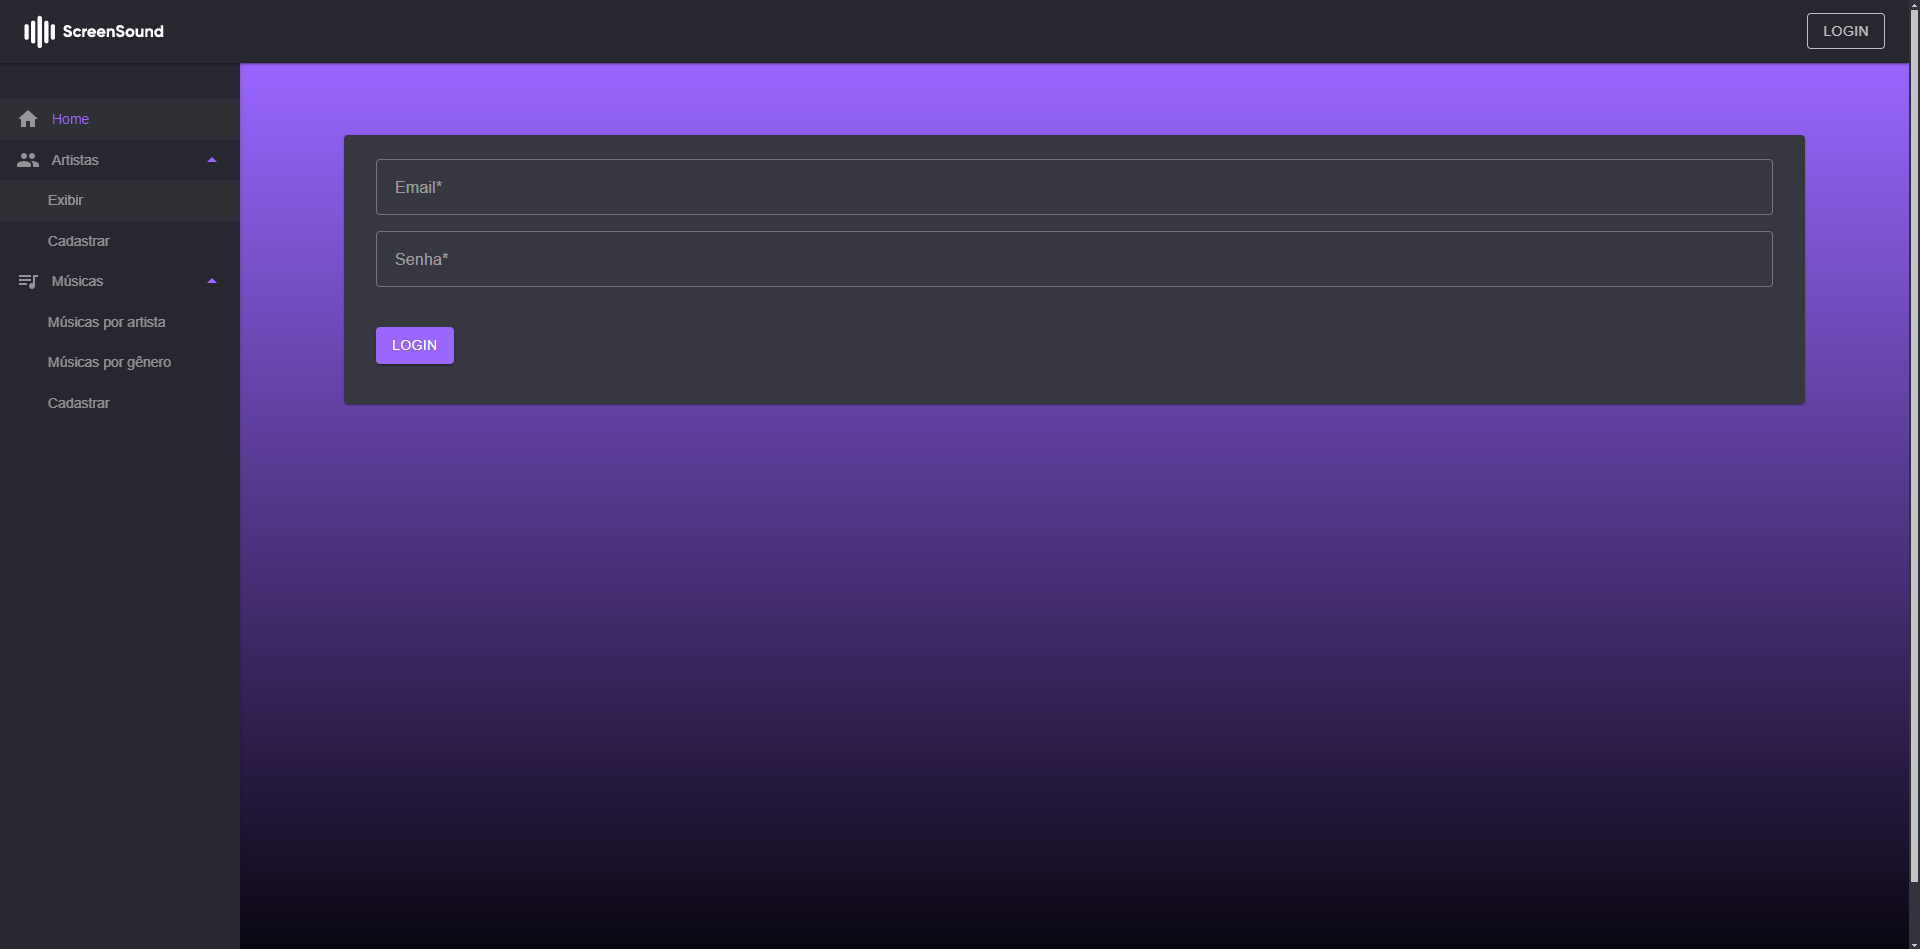 ScreenSound
LOGIN
Home
Artistas
Exibir
Cadastrar
Músicas
Músicas por artista
Músicas por gênero
Cadastrar
Email*
Senha*
LOGIN